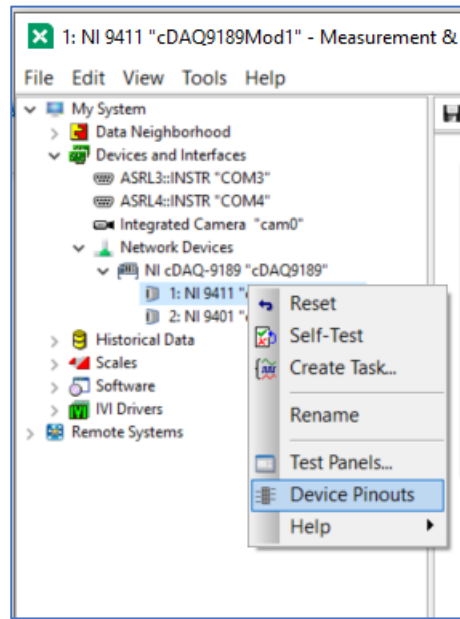 1: NI 9411 "cDAQ9189Mod1" - Measurement &
File Edit View Tools Help
My System
Data Neighborhood
Devices and Interfaces
ASRL3::INSTR "COM3"
ASRL4::INSTR "COM4"
Integrated Camera "cam0"
Network Devices
NI cDAQ-9189 "cDAQ9189"
1: NI 9411 "c
2: NI 9401 "c
Historical Data
Scales
Software
IVI Drivers
Remote Systems
Reset
Self-Test
Create Task...
Rename
Test Panels...
Device Pinouts
Help